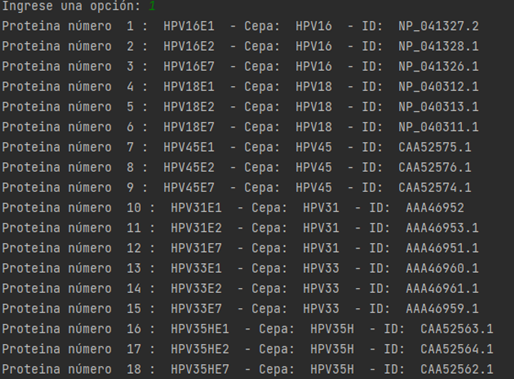 Ingrese una opción: 1
Proteina número 1 : HPV16E1 - Cepa: HPV16 - ID: NP_041327.2
Proteina número 2 : HPV16E2 - Cepa: HPV16 - ID: NP_041328.1
Proteina número 3 : HPV16E7 - Cepa: HPV16 - ID: NP_041326.1
Proteina número 4 : HPV18E1 - Cepa: HPV18 - ID: NP_040312.1
Proteina número 5 : HPV18E2 - Cepa: HPV18 - ID: NP_040313.1
Proteina número 6 : HPV18E7 - Cepa: HPV18 - ID: NP_040311.1
Proteina número 7 : HPV45E1 - Cepa: HPV45 - ID: CAA52575.1
Proteina número 8 : HPV45E2 - Cepa: HPV45 - ID: CAA52576.1
Proteina número 9 : HPV45E7 - Cepa: HPV45 - ID: CAA52574.1
Proteina número 10 : HPV31E1 - Cepa: HPV31 - ID: AAA46952
Proteina número 11 : HPV31E2 - Cepa: HPV31 - ID: AAA46953.1
Proteina número 12 : HPV31E7 - Cepa: HPV31 - ID: AAA46951.1
Proteina número 13 : HPV33E1 - Cepa: HPV33 - ID: AAA46960.1
Proteina número 14 : HPV33E2 - Cepa: HPV33 - ID: AAA46961.1
Proteina número 15 : HPV33E7 - Cepa: HPV33 - ID: AAA46959.1
Proteina número 16 : HPV35HE1 - Cepa: HPV35H - ID: CAA52563.1
Proteina número 17 : HPV35HE2 - Cepa: HPV35H - ID: CAA52564.1
Proteina número 18 : HPV35HE7 - Cepa: HPV35H - ID: CAA52562.1